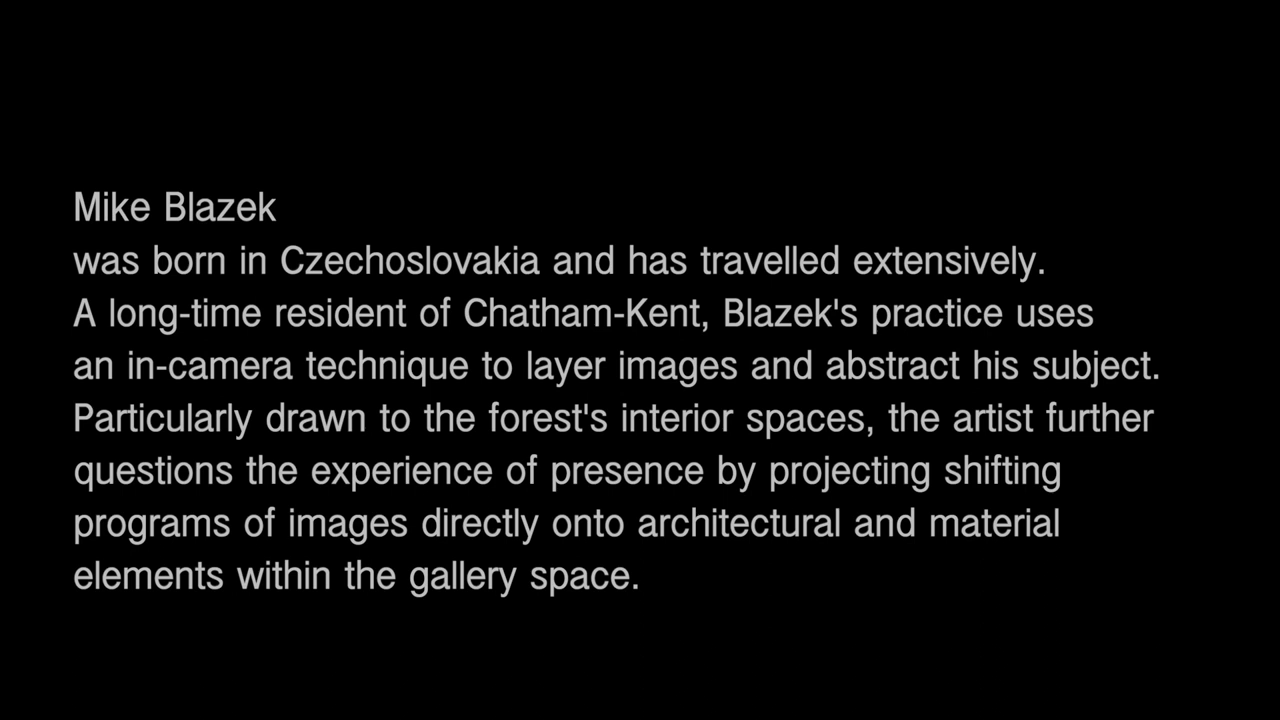 Mike Blazek
was born in Czechoslovakia and has travelled extensively.
A long-time resident of Chatham-Kent, Blazek's practice uses
an in-camera technique to layer images and abstract his subject.
Particularly drawn to the forest's interior spaces, the artist further
questions the experience of presence by projecting shifting
programs of images directly onto architectural and material
elements within the gallery space.